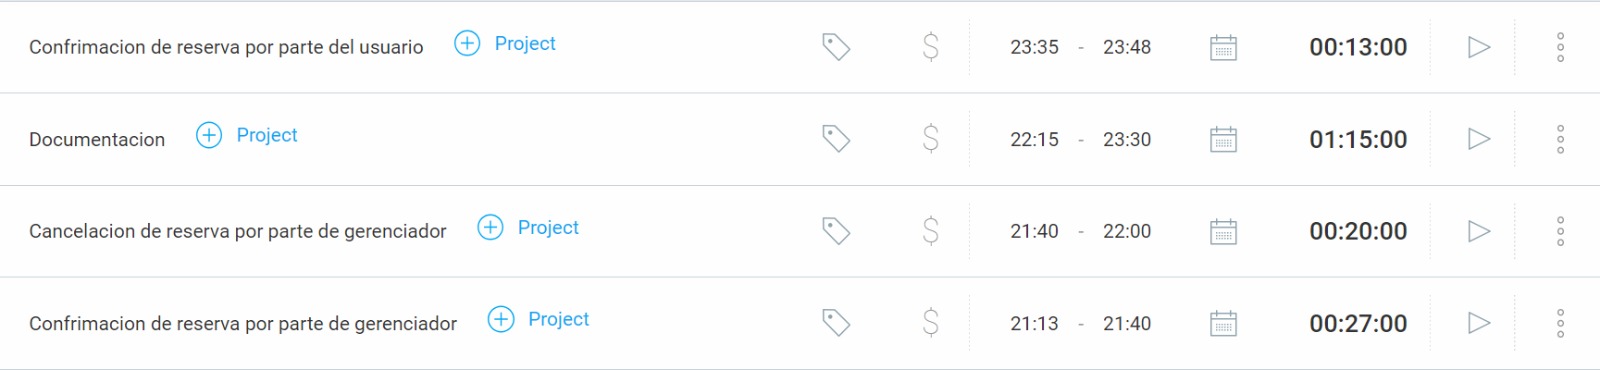 Confrimacion de reserva por parte del usuario Project $ 23:35 - 23:48 00:13:00
Documentacion Project $ 22:15 - 23:30 01:15:00
Cancelacion de reserva por parte de gerenciador Project $ 21:40 - 22:00 00:20:00
Confrimacion de reserva por parte de gerenciador Project $ 21:13 - 21:40 00:27:00